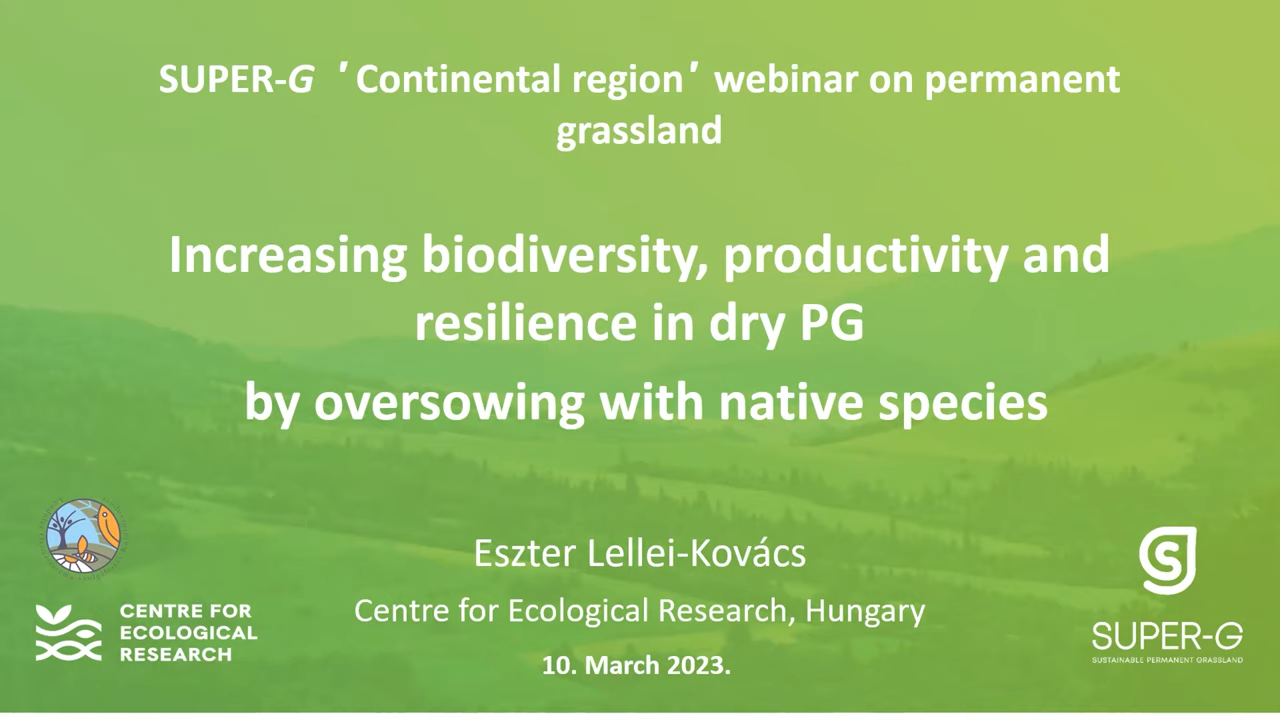 SUPER-G ′Continental region′ webinar on permanent
grassland
Increasing biodiversity, productivity and
resilience in dry PG
by oversowing with native species
Eszter Lellei-Kovács
Centre for Ecological Research, Hungary
10. March 2023.
CENTRE FOR
ECOLOGICAL
RESEARCH
SUPER-G
SUSTAINABLE PERMANENT GRASSLAND